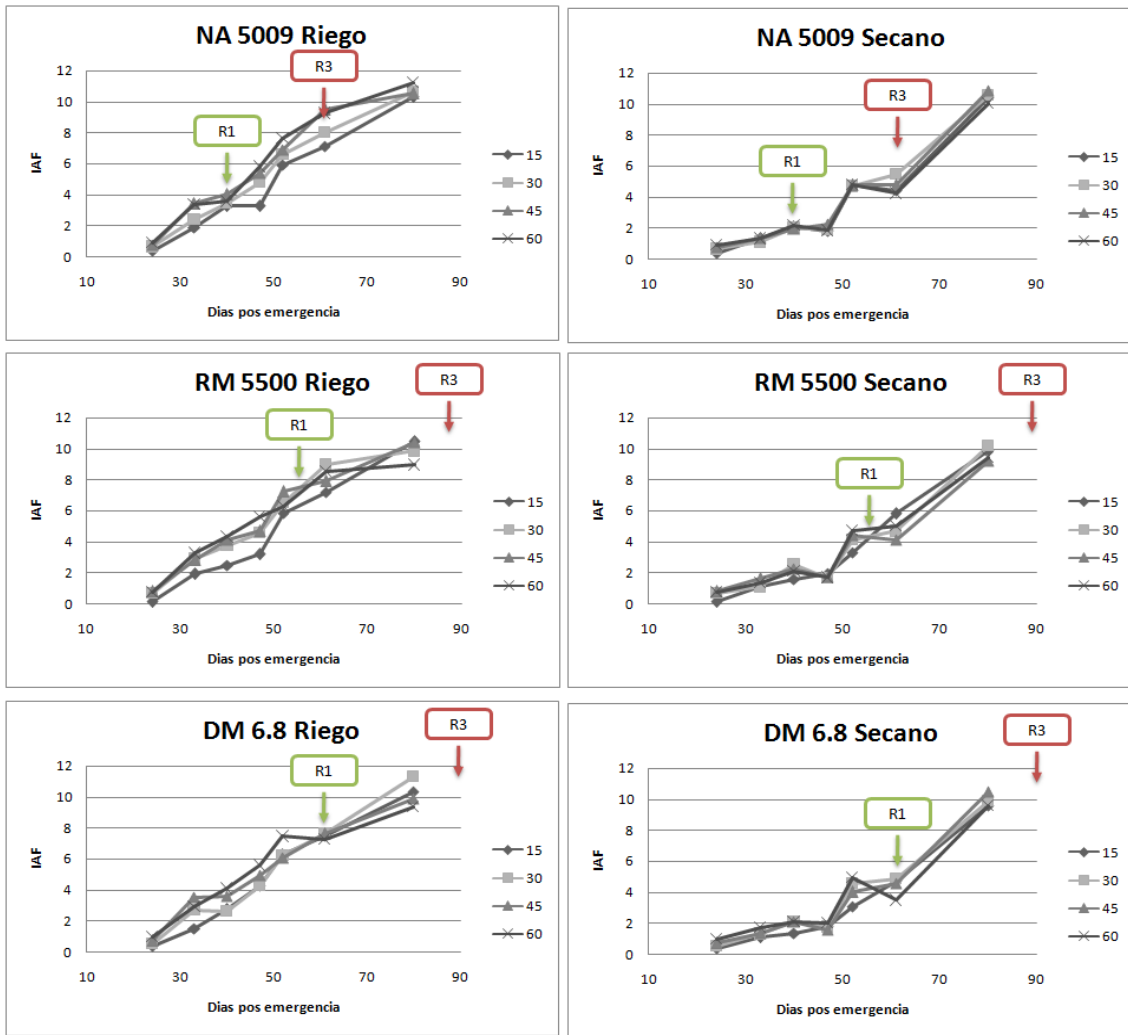 NA 5009 Riego
R3
R1
IAF
12
10
8
6
4
2
0
10 30 50 70 90
Dias pos emergencia
15
30
45
60
NA 5009 Secano
R3
R1
IAF
12
10
8
6
4
2
0
10 30 50 70 90
Dias pos emergencia
15
30
45
60
RM 5500 Riego
R3
R1
IAF
12
10
8
6
4
2
0
10 30 50 70 90
Dias pos emergencia
15
30
45
60
RM 5500 Secano
R3
R1
IAF
12
10
8
6
4
2
0
10 30 50 70 90
Dias pos emergencia
15
30
45
60
DM 6.8 Riego
R3
R1
IAF
12
10
8
6
4
2
0
10 30 50 70 90
Dias pos emergencia
15
30
45
60
DM 6.8 Secano
R3
R1
IAF
12
10
8
6
4
2
0
10 30 50 70 90
Dias pos emergencia
15
30
45
60